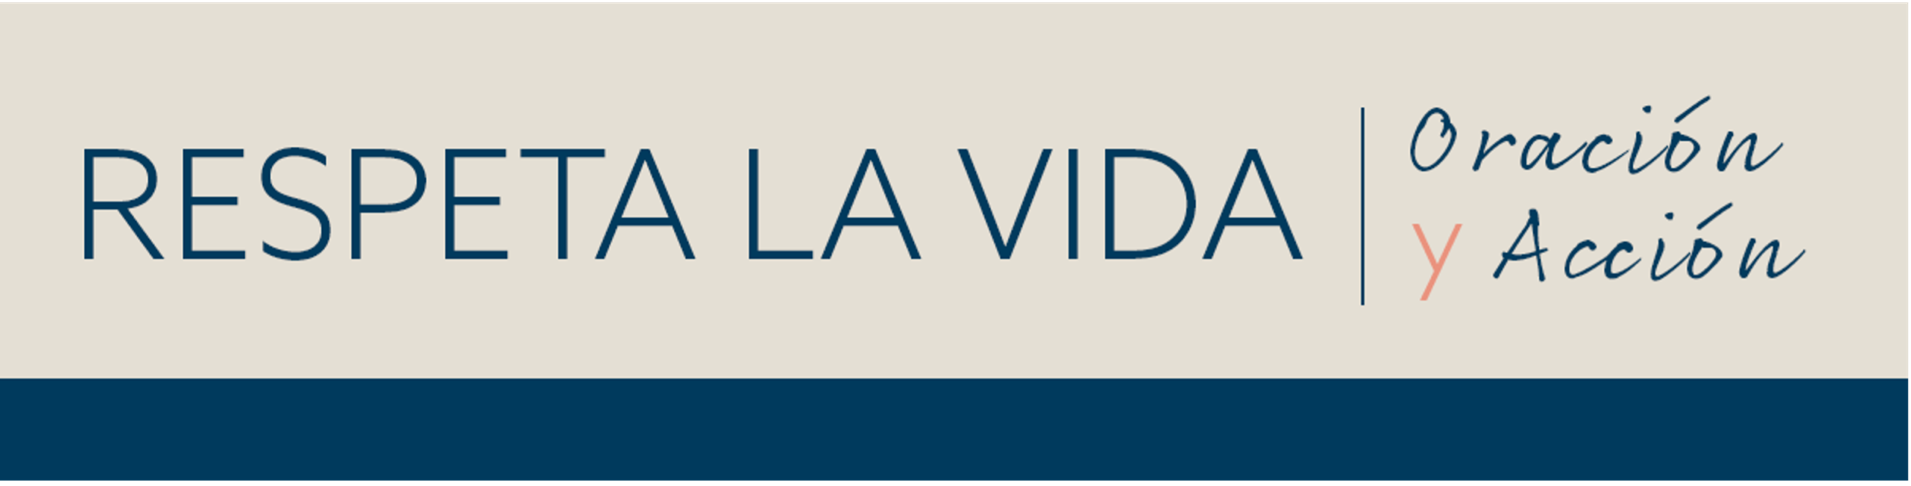 RESPETA LA VIDA
Oración
y Acción